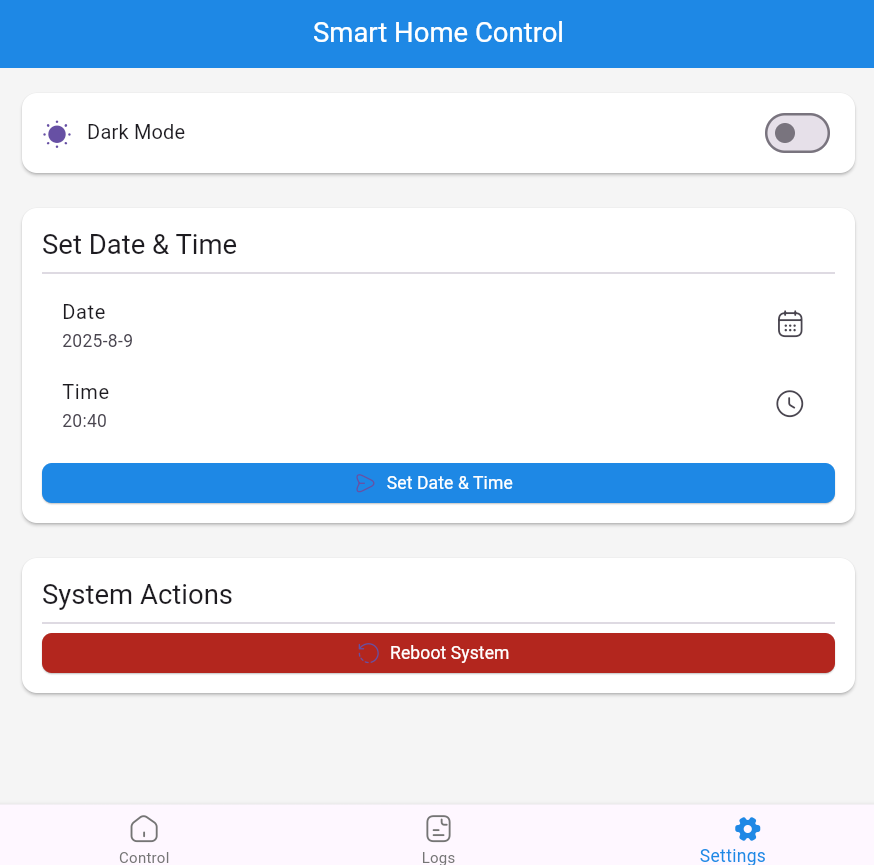 Smart Home Control
Dark Mode
Set Date & Time
Date
2025-8-9
Time
20:40
Set Date & Time
System Actions
Reboot System
Control
Logs
Settings